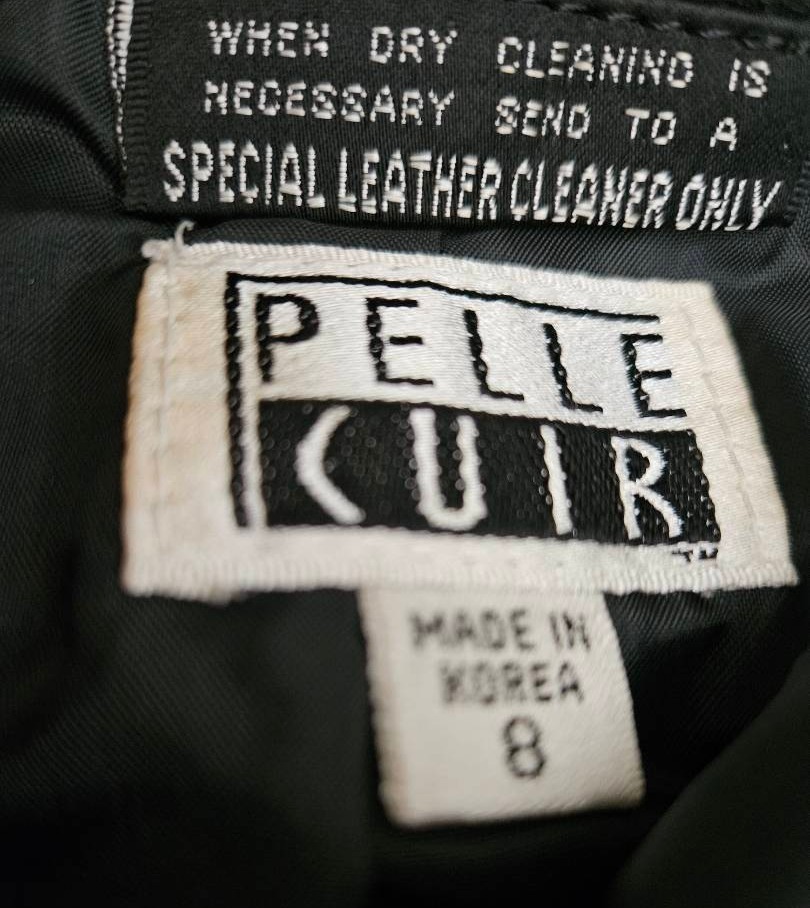 WHEN DRY CLEANING IS
NECESSARY SEND TO A
SPECIAL LEATHER CLEANER ONLY
PELLE
CUIR
TM
MADE IN
KOREA
8